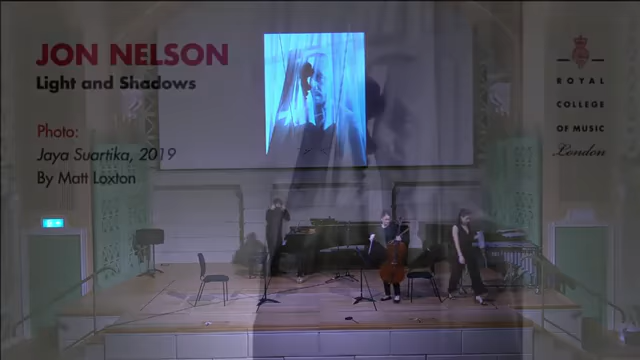 JON NELSON
Light and Shadows
Photo:
Jaya Suartika, 2019
By Matt Loxton
ROYAL
COLLEGE
OF MUSIC
London